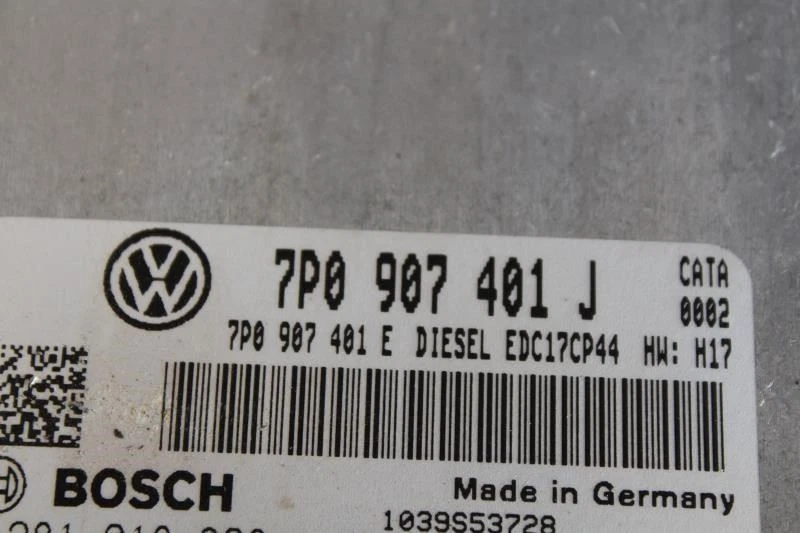 7P0 907 401 J CATA
0002
7P0 907 401 E DIESEL EDC17CP44 HW: H17
BOSCH Made in Germany
1039S53728